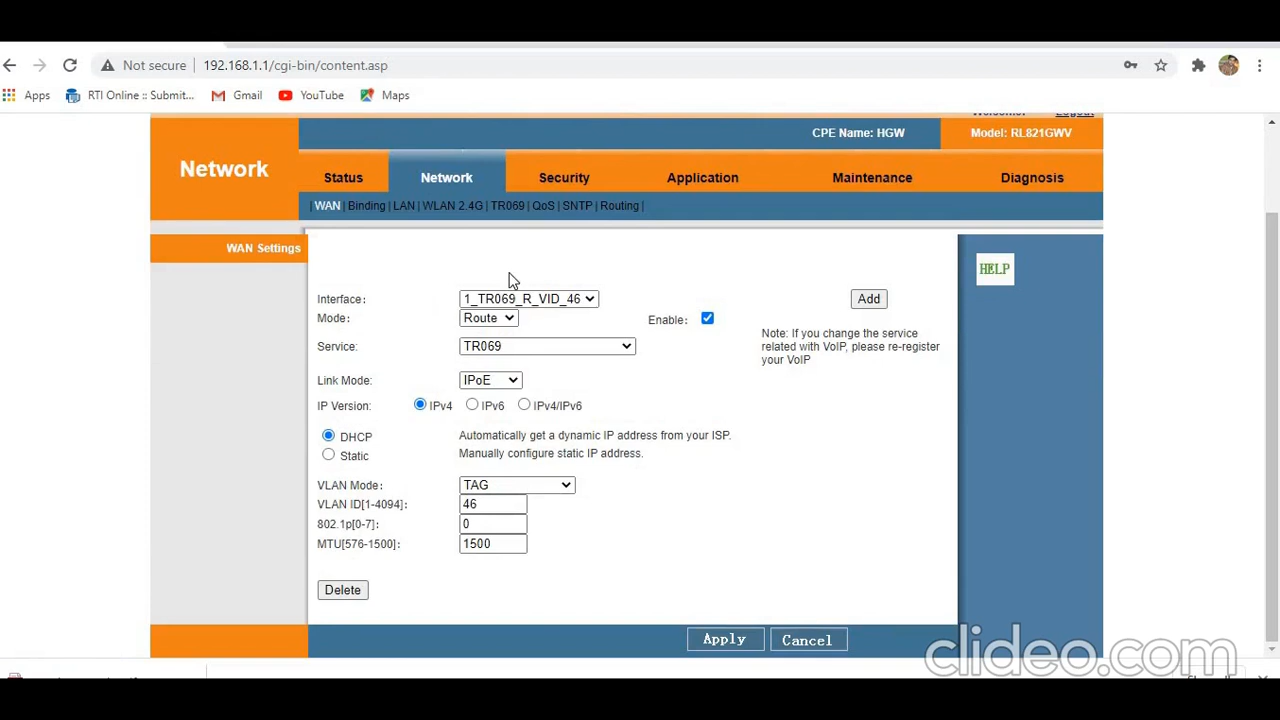 Not secure 192.168.1.1/cgi-bin/content.asp
Apps RTI Online :: Submit... Gmail YouTube Maps
Welcome! Logout
CPE Name: HGW Model: RL821GWV
Network
Status Network Security Application Maintenance Diagnosis
| WAN | Binding | LAN | WLAN 2.4G | TR069 | QoS | SNTP | Routing |
WAN Settings
HELP
Interface: 1_TR069_R_VID_46 Add
Mode: Route Enable:
Note: If you change the service
related with VoIP, please re-register
your VoIP
Service: TR069
Link Mode: IPoE
IP Version: IPv4 IPv6 IPv4/IPv6
DHCP Automatically get a dynamic IP address from your ISP.
Static Manually configure static IP address.
VLAN Mode: TAG
VLAN ID[1-4094]: 46
802.1p[0-7]: 0
MTU[576-1500]: 1500
Delete
Apply Cancel
clideo.com